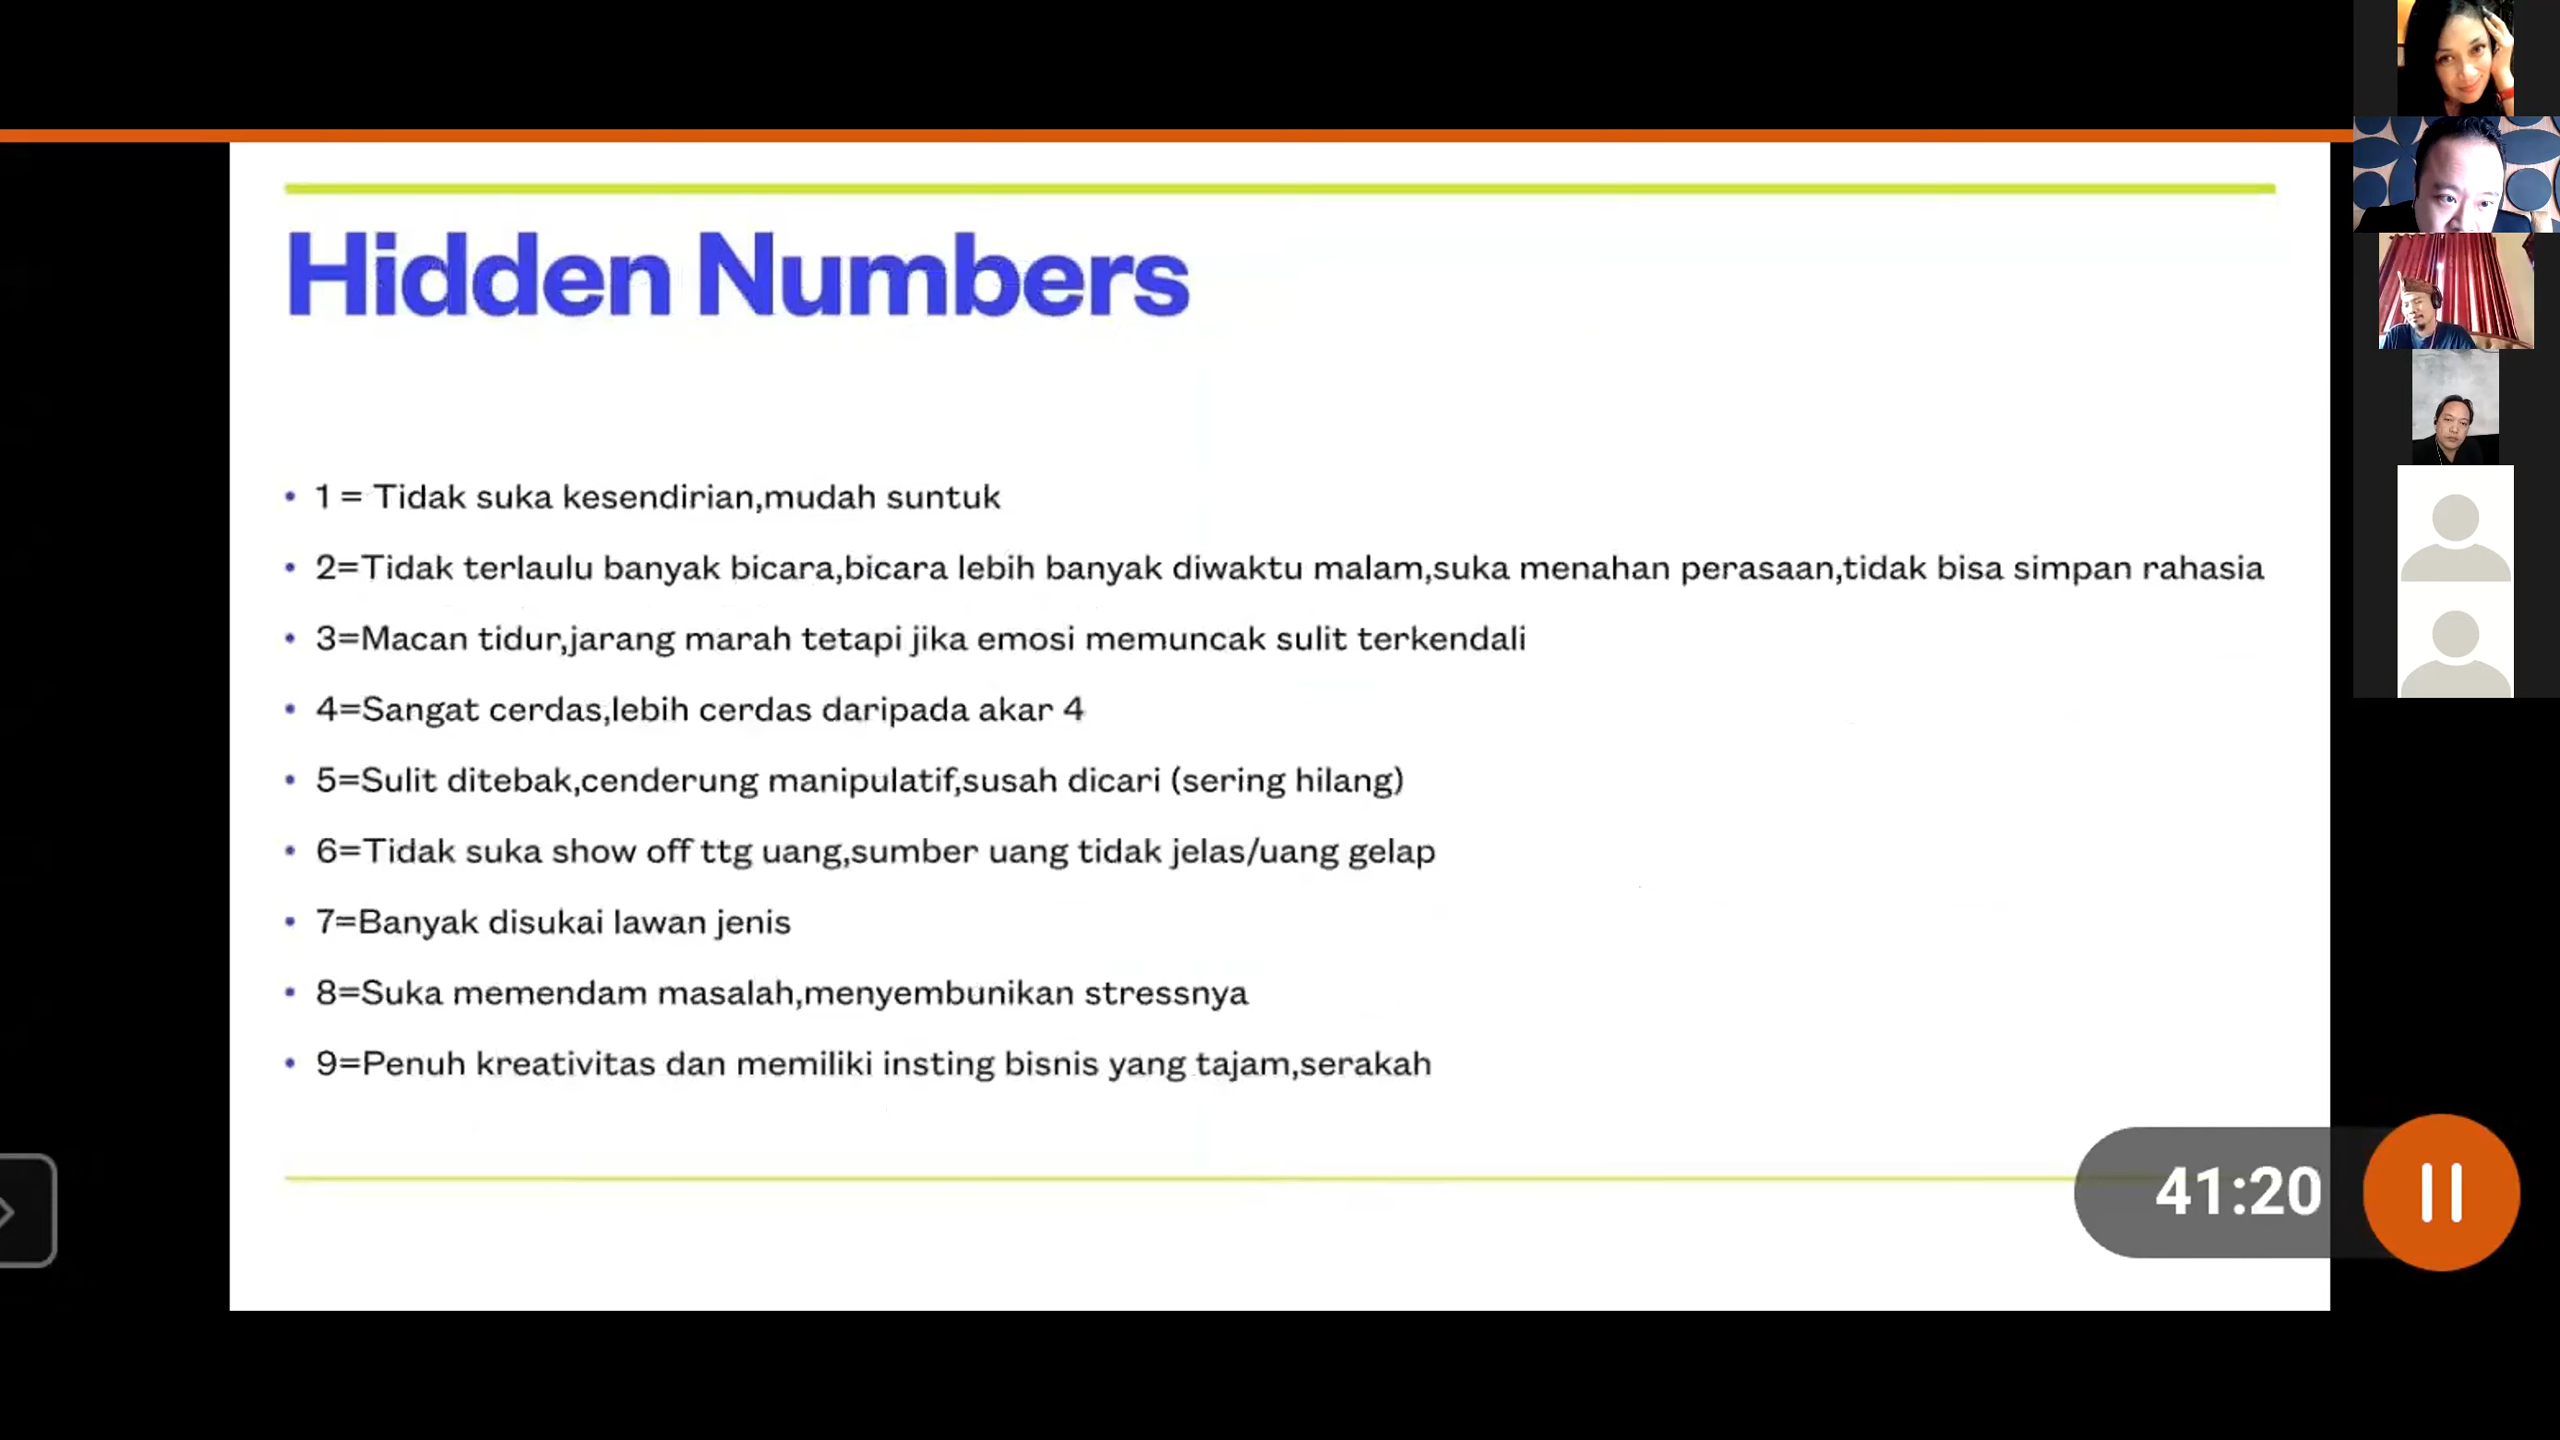 Hidden Numbers
• 1 = Tidak suka kesendirian,mudah suntuk
• 2=Tidak terlaulu banyak bicara,bicara lebih banyak diwaktu malam,suka menahan perasaan,tidak bisa simpan rahasia
• 3=Macan tidur,jarang marah tetapi jika emosi memuncak sulit terkendali
• 4=Sangat cerdas,lebih cerdas daripada akar 4
• 5=Sulit ditebak,cenderung manipulatif,susah dicari (sering hilang)
• 6=Tidak suka show off ttg uang,sumber uang tidak jelas/uang gelap
• 7=Banyak disukai lawan jenis
• 8=Suka memendam masalah,menyembunikan stressnya
• 9=Penuh kreativitas dan memiliki insting bisnis yang tajam,serakah
41:20